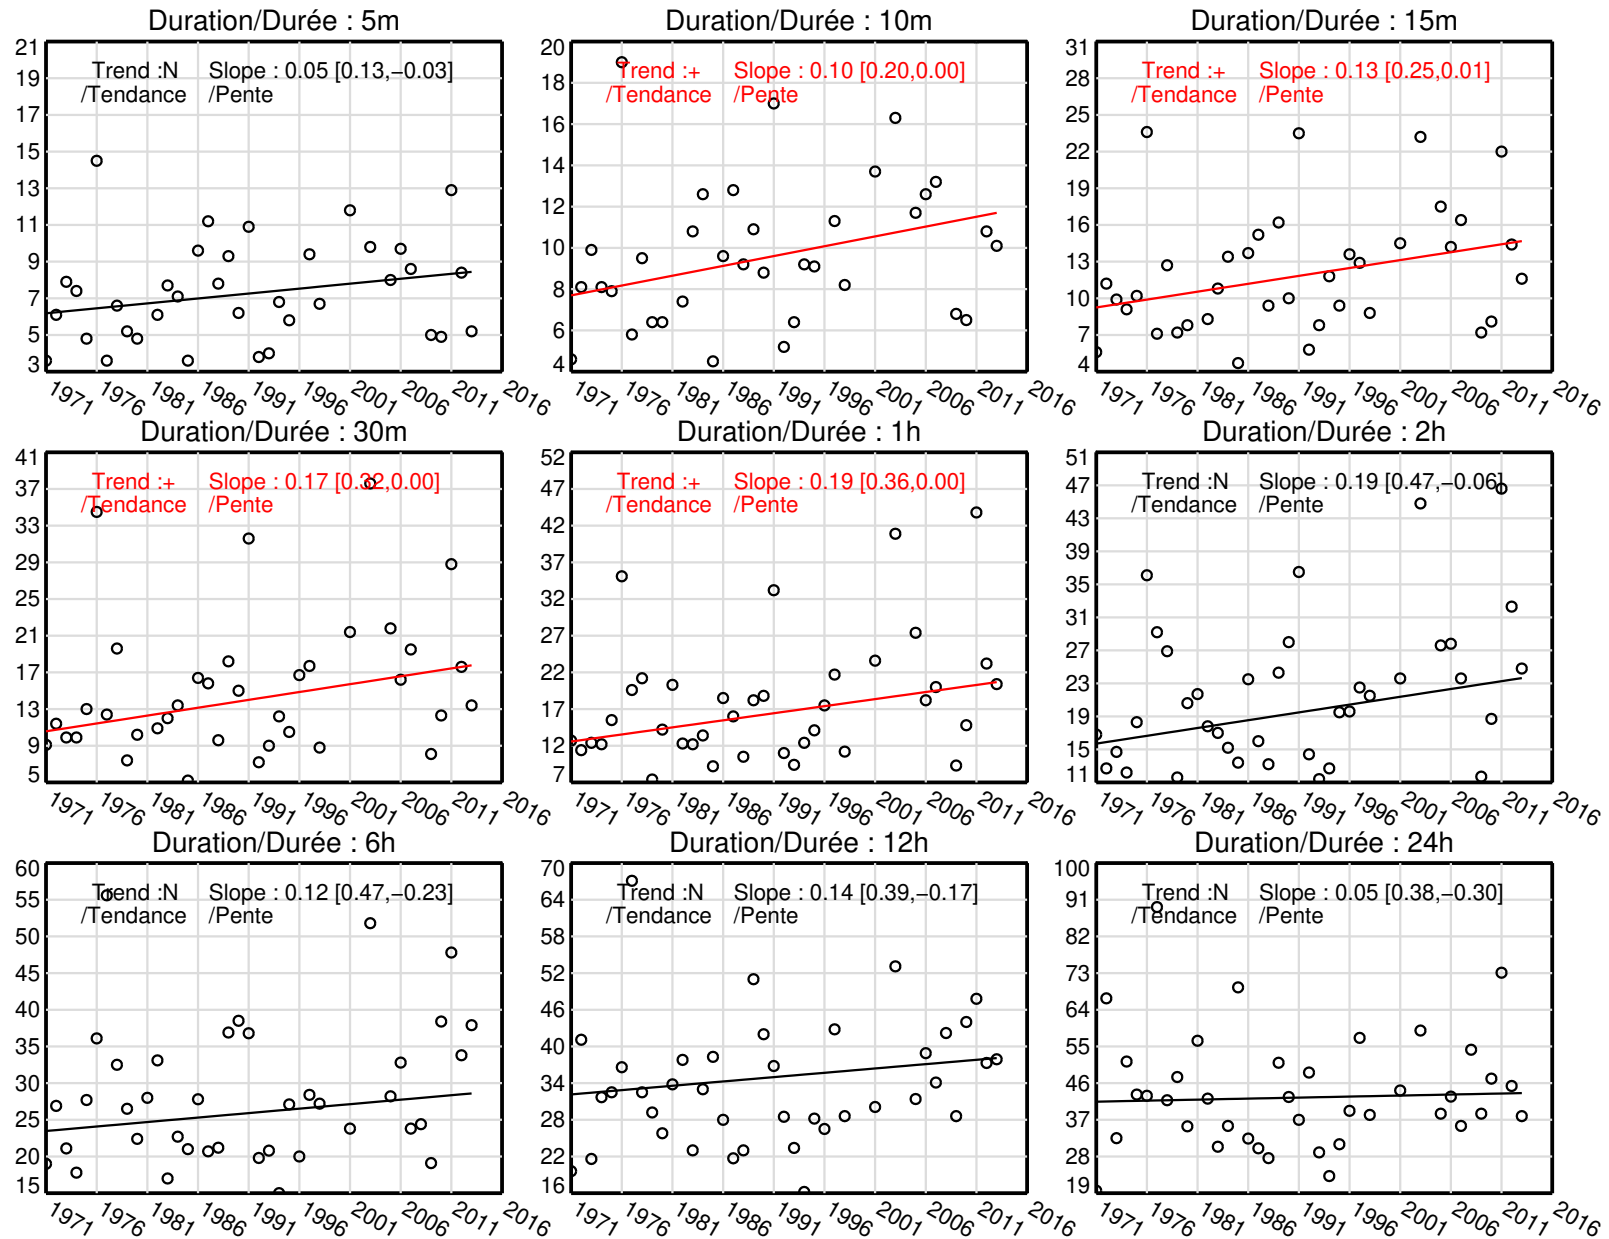 Duration/Durée : 5m
21
19
17
15
13
11
9
7
5
3
Trend :N Slope : 0.05 [0.13,−0.03]
/Tendance /Pente
1971 1976 1981 1986 1991 1996 2001 2006 2011 2016
Duration/Durée : 10m
20
18
16
14
12
10
8
6
4
Trend :+ Slope : 0.10 [0.20,0.00]
/Tendance /Pente
1971 1976 1981 1986 1991 1996 2001 2006 2011 2016
Duration/Durée : 15m
31
28
25
22
19
16
13
10
7
4
Trend :+ Slope : 0.13 [0.25,0.01]
/Tendance /Pente
1971 1976 1981 1986 1991 1996 2001 2006 2011 2016
Duration/Durée : 30m
41
37
33
29
25
21
17
13
9
5
Trend :+ Slope : 0.17 [0.32,0.00]
/Tendance /Pente
1971 1976 1981 1986 1991 1996 2001 2006 2011 2016
Duration/Durée : 1h
52
47
42
37
32
27
22
17
12
7
Trend :+ Slope : 0.19 [0.36,0.00]
/Tendance /Pente
1971 1976 1981 1986 1991 1996 2001 2006 2011 2016
Duration/Durée : 2h
51
47
43
39
35
31
27
23
19
15
11
Trend :N Slope : 0.19 [0.47,−0.06]
/Tendance /Pente
1971 1976 1981 1986 1991 1996 2001 2006 2011 2016
Duration/Durée : 6h
60
55
50
45
40
35
30
25
20
15
Trend :N Slope : 0.12 [0.47,−0.23]
/Tendance /Pente
1971 1976 1981 1986 1991 1996 2001 2006 2011 2016
Duration/Durée : 12h
70
64
58
52
46
40
34
28
22
16
Trend :N Slope : 0.14 [0.39,−0.17]
/Tendance /Pente
1971 1976 1981 1986 1991 1996 2001 2006 2011 2016
Duration/Durée : 24h
100
91
82
73
64
55
46
37
28
19
Trend :N Slope : 0.05 [0.38,−0.30]
/Tendance /Pente
1971 1976 1981 1986 1991 1996 2001 2006 2011 2016